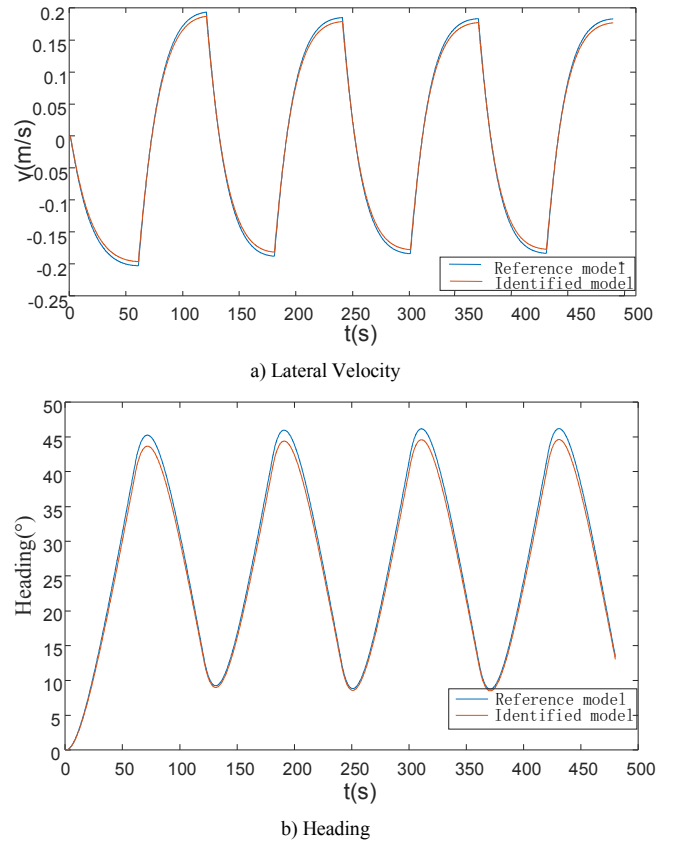 0.2
0.15
0.1
0.05
0
-0.05
-0.1
-0.15
-0.2
-0.25
v(m/s)
0 50 100 150 200 250 300 350 400 450 500
t(s)
Reference model
Identified model
a) Lateral Velocity
50
45
40
35
30
25
20
15
10
5
0
Heading(°)
0 50 100 150 200 250 300 350 400 450 500
t(s)
Reference model
Identified model
b) Heading